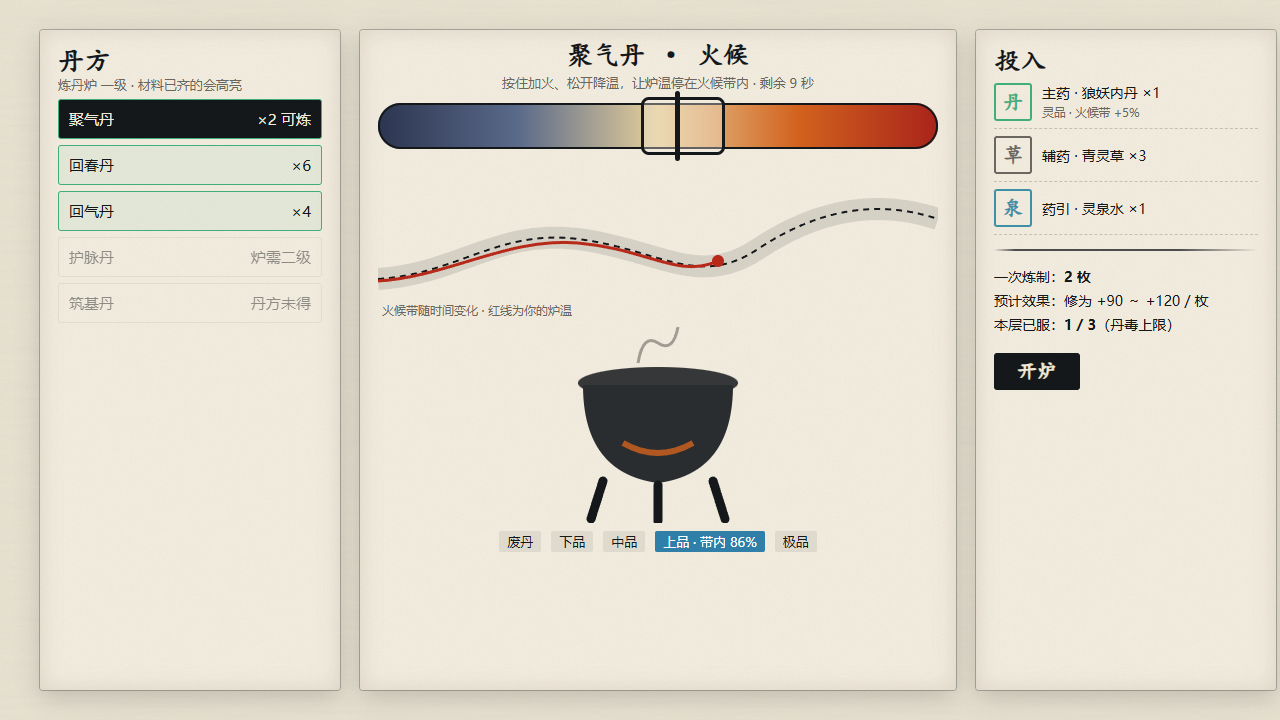 丹方
炼丹炉 一级 · 材料已齐的会高亮
聚气丹 ×2 可炼
回春丹 ×6
回气丹 ×4
护脉丹 炉需二级
筑基丹 丹方未得
聚气丹 · 火候
按住加火、松开降温，让炉温停在火候带内 · 剩余 9 秒
火候带随时间变化 · 红线为你的炉温
废丹 下品 中品 上品 · 带内 86% 极品
投入
丹 主药 · 狼妖内丹 ×1
灵品 · 火候带 +5%
草 辅药 · 青灵草 ×3
泉 药引 · 灵泉水 ×1
一次炼制：2 枚
预计效果：修为 +90 ~ +120 / 枚
本层已服：1 / 3（丹毒上限）
开炉